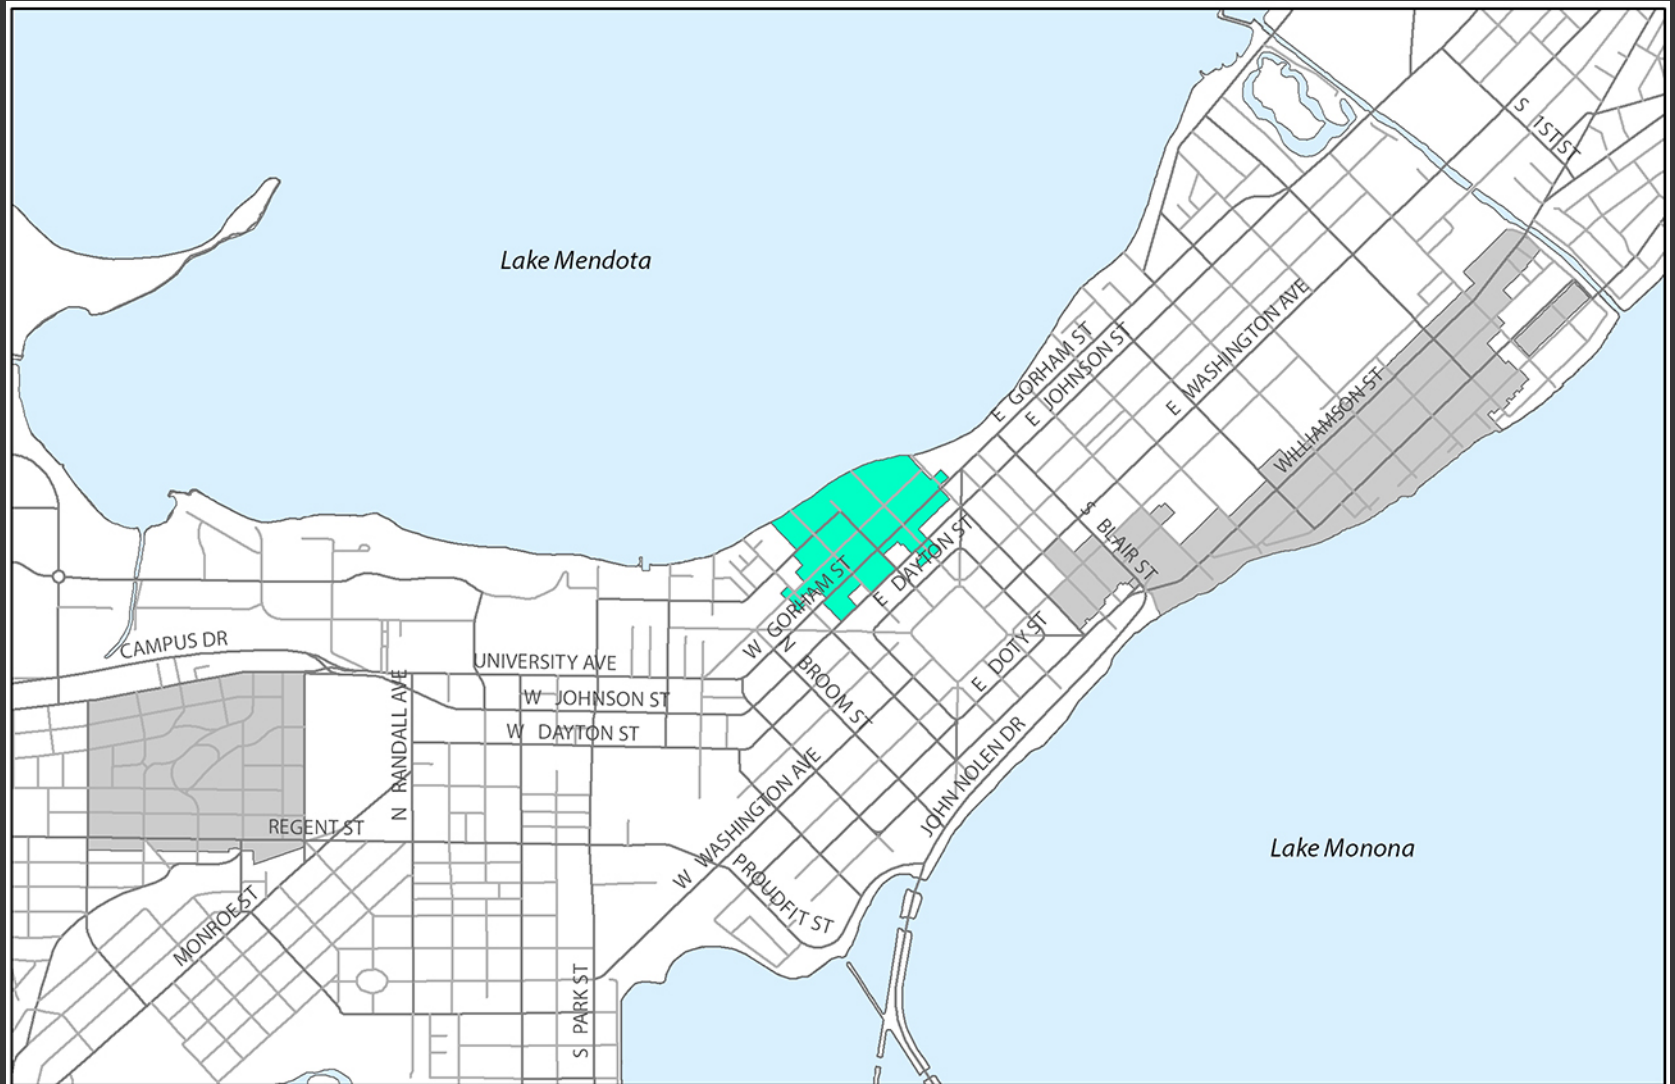 S 1ST ST
Lake Mendota
E GORHAM ST
E JOHNSON ST
E WASHINGTON AVE
WILLIAMSON ST
S BLAIR ST
E DAYTON ST
W GORHAM ST
E DOTY ST
CAMPUS DR
UNIVERSITY AVE
N BROOM ST
W JOHNSON ST
W DAYTON ST
N RANDALL AVE
JOHN NOLEN DR
W WASHINGTON AVE
REGENT ST
Lake Monona
PROUDFIT ST
MONROE ST
S PARK ST